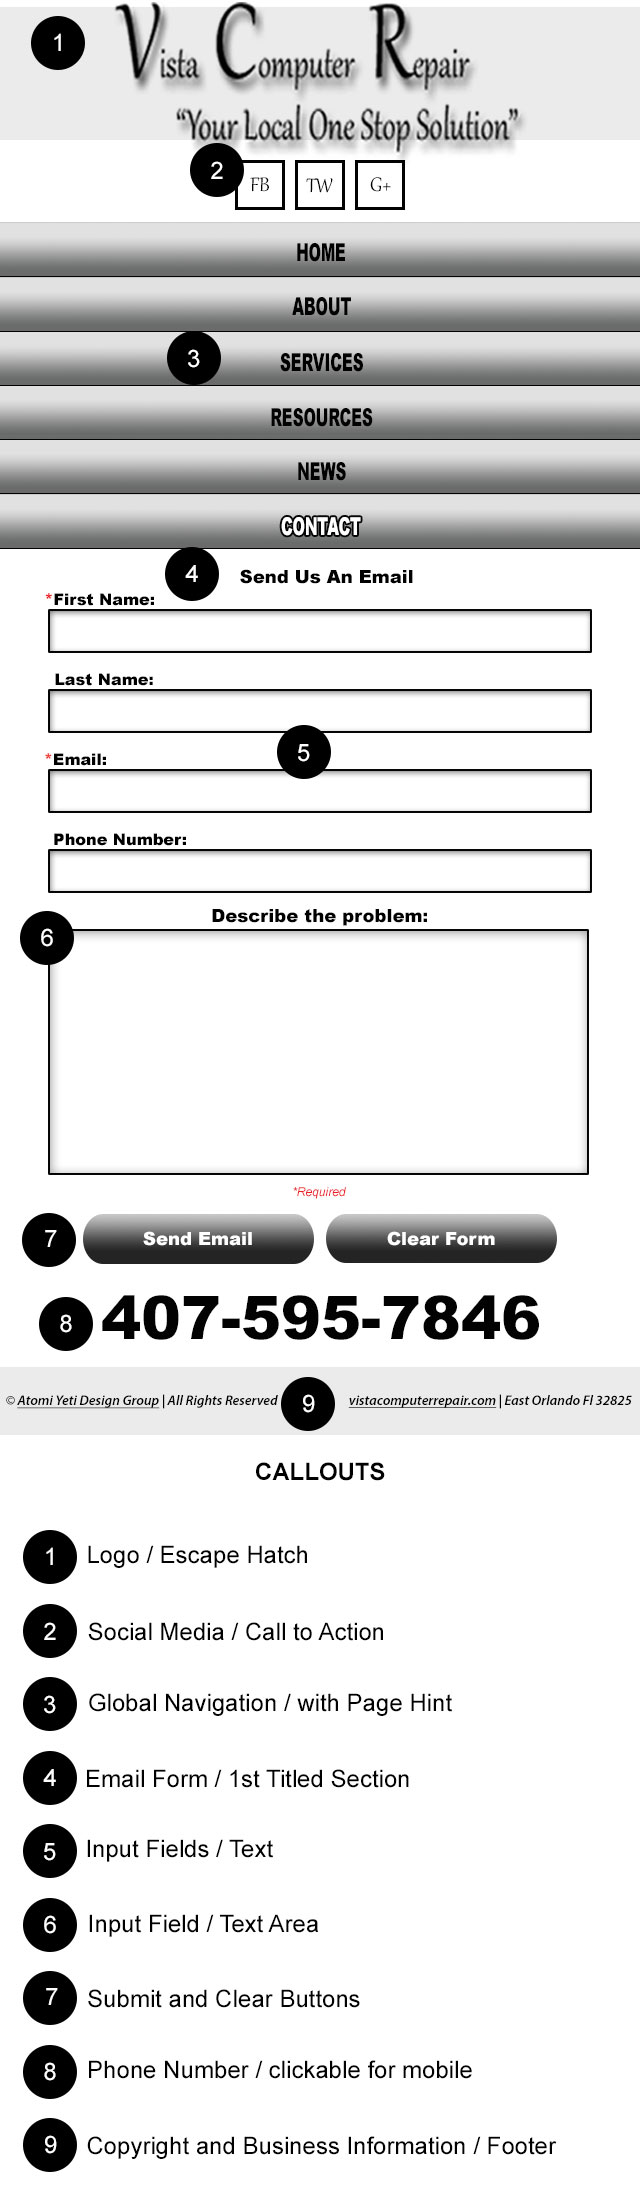 1
Vista Computer Repair
“Your Local One Stop Solution”
2
FB TW G+
HOME
ABOUT
3 SERVICES
RESOURCES
NEWS
CONTACT
4 Send Us An Email
*First Name:
Last Name:
5
*Email:
Phone Number:
Describe the problem:
6
*Required
7 Send Email Clear Form
8 407-595-7846
© Atomi Yeti Design Group | All Rights Reserved 9 vistacomputerrepair.com | East Orlando Fl 32825
CALLOUTS
1 Logo / Escape Hatch
2 Social Media / Call to Action
3 Global Navigation / with Page Hint
4 Email Form / 1st Titled Section
5 Input Fields / Text
6 Input Field / Text Area
7 Submit and Clear Buttons
8 Phone Number / clickable for mobile
9 Copyright and Business Information / Footer